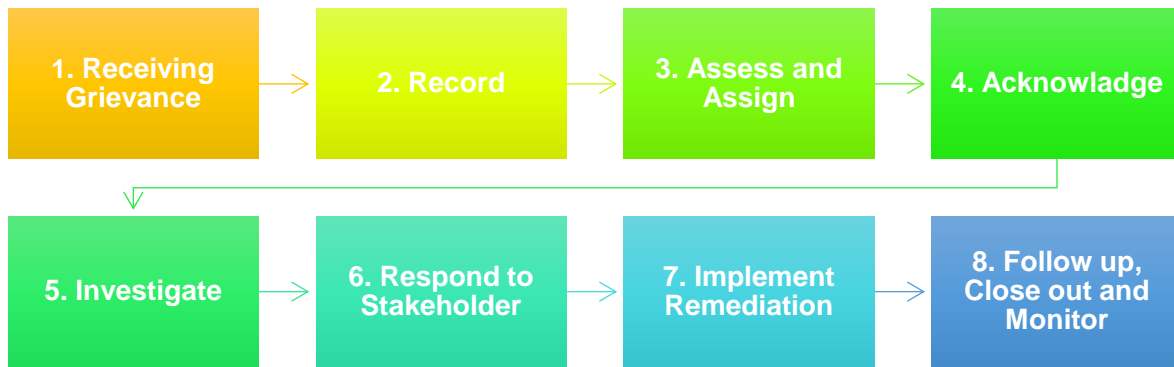 1. Receiving
Grievance
2. Record
3. Assess and
Assign
4. Acknowladge
5. Investigate
6. Respond to
Stakeholder
7. Implement
Remediation
8. Follow up,
Close out and
Monitor